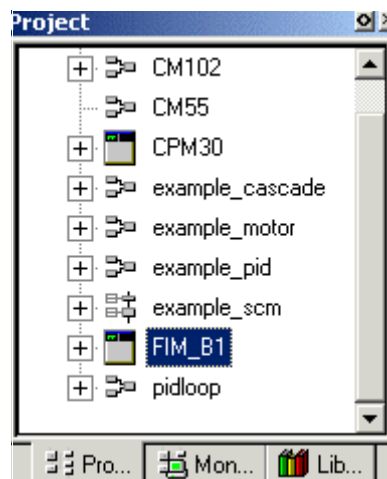 Project
CM102
CM55
CPM30
example_cascade
example_motor
example_pid
example_scm
FIM_B1
pidloop
Pro... Mon... Lib...